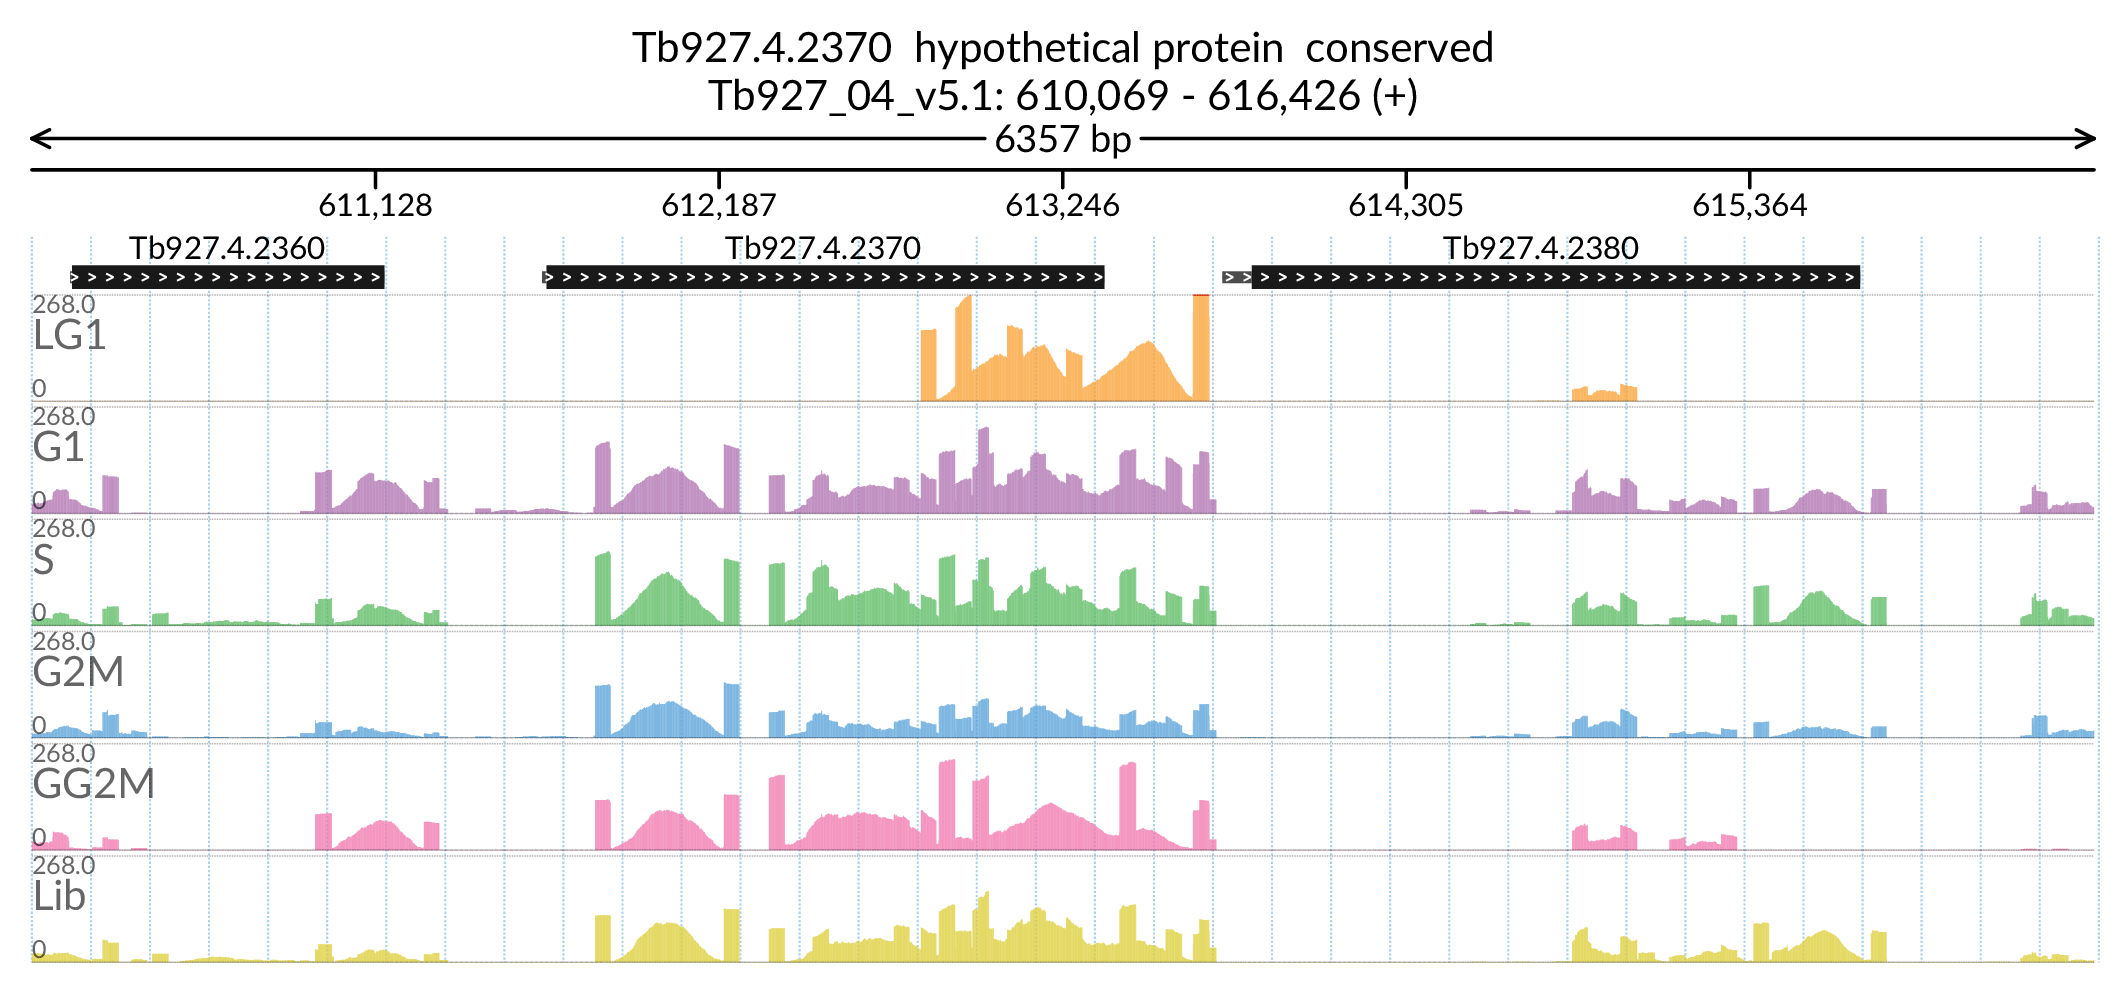 Tb927.4.2370  hypothetical protein  conserved
Tb927_04_v5.1: 610,069 - 616,426 (+)
6357 bp
611,128 612,187 613,246 614,305 615,364
Tb927.4.2360 Tb927.4.2370 Tb927.4.2380
268.0
LG1
0
268.0
G1
0
268.0
S
0
268.0
G2M
0
268.0
GG2M
0
268.0
Lib
0